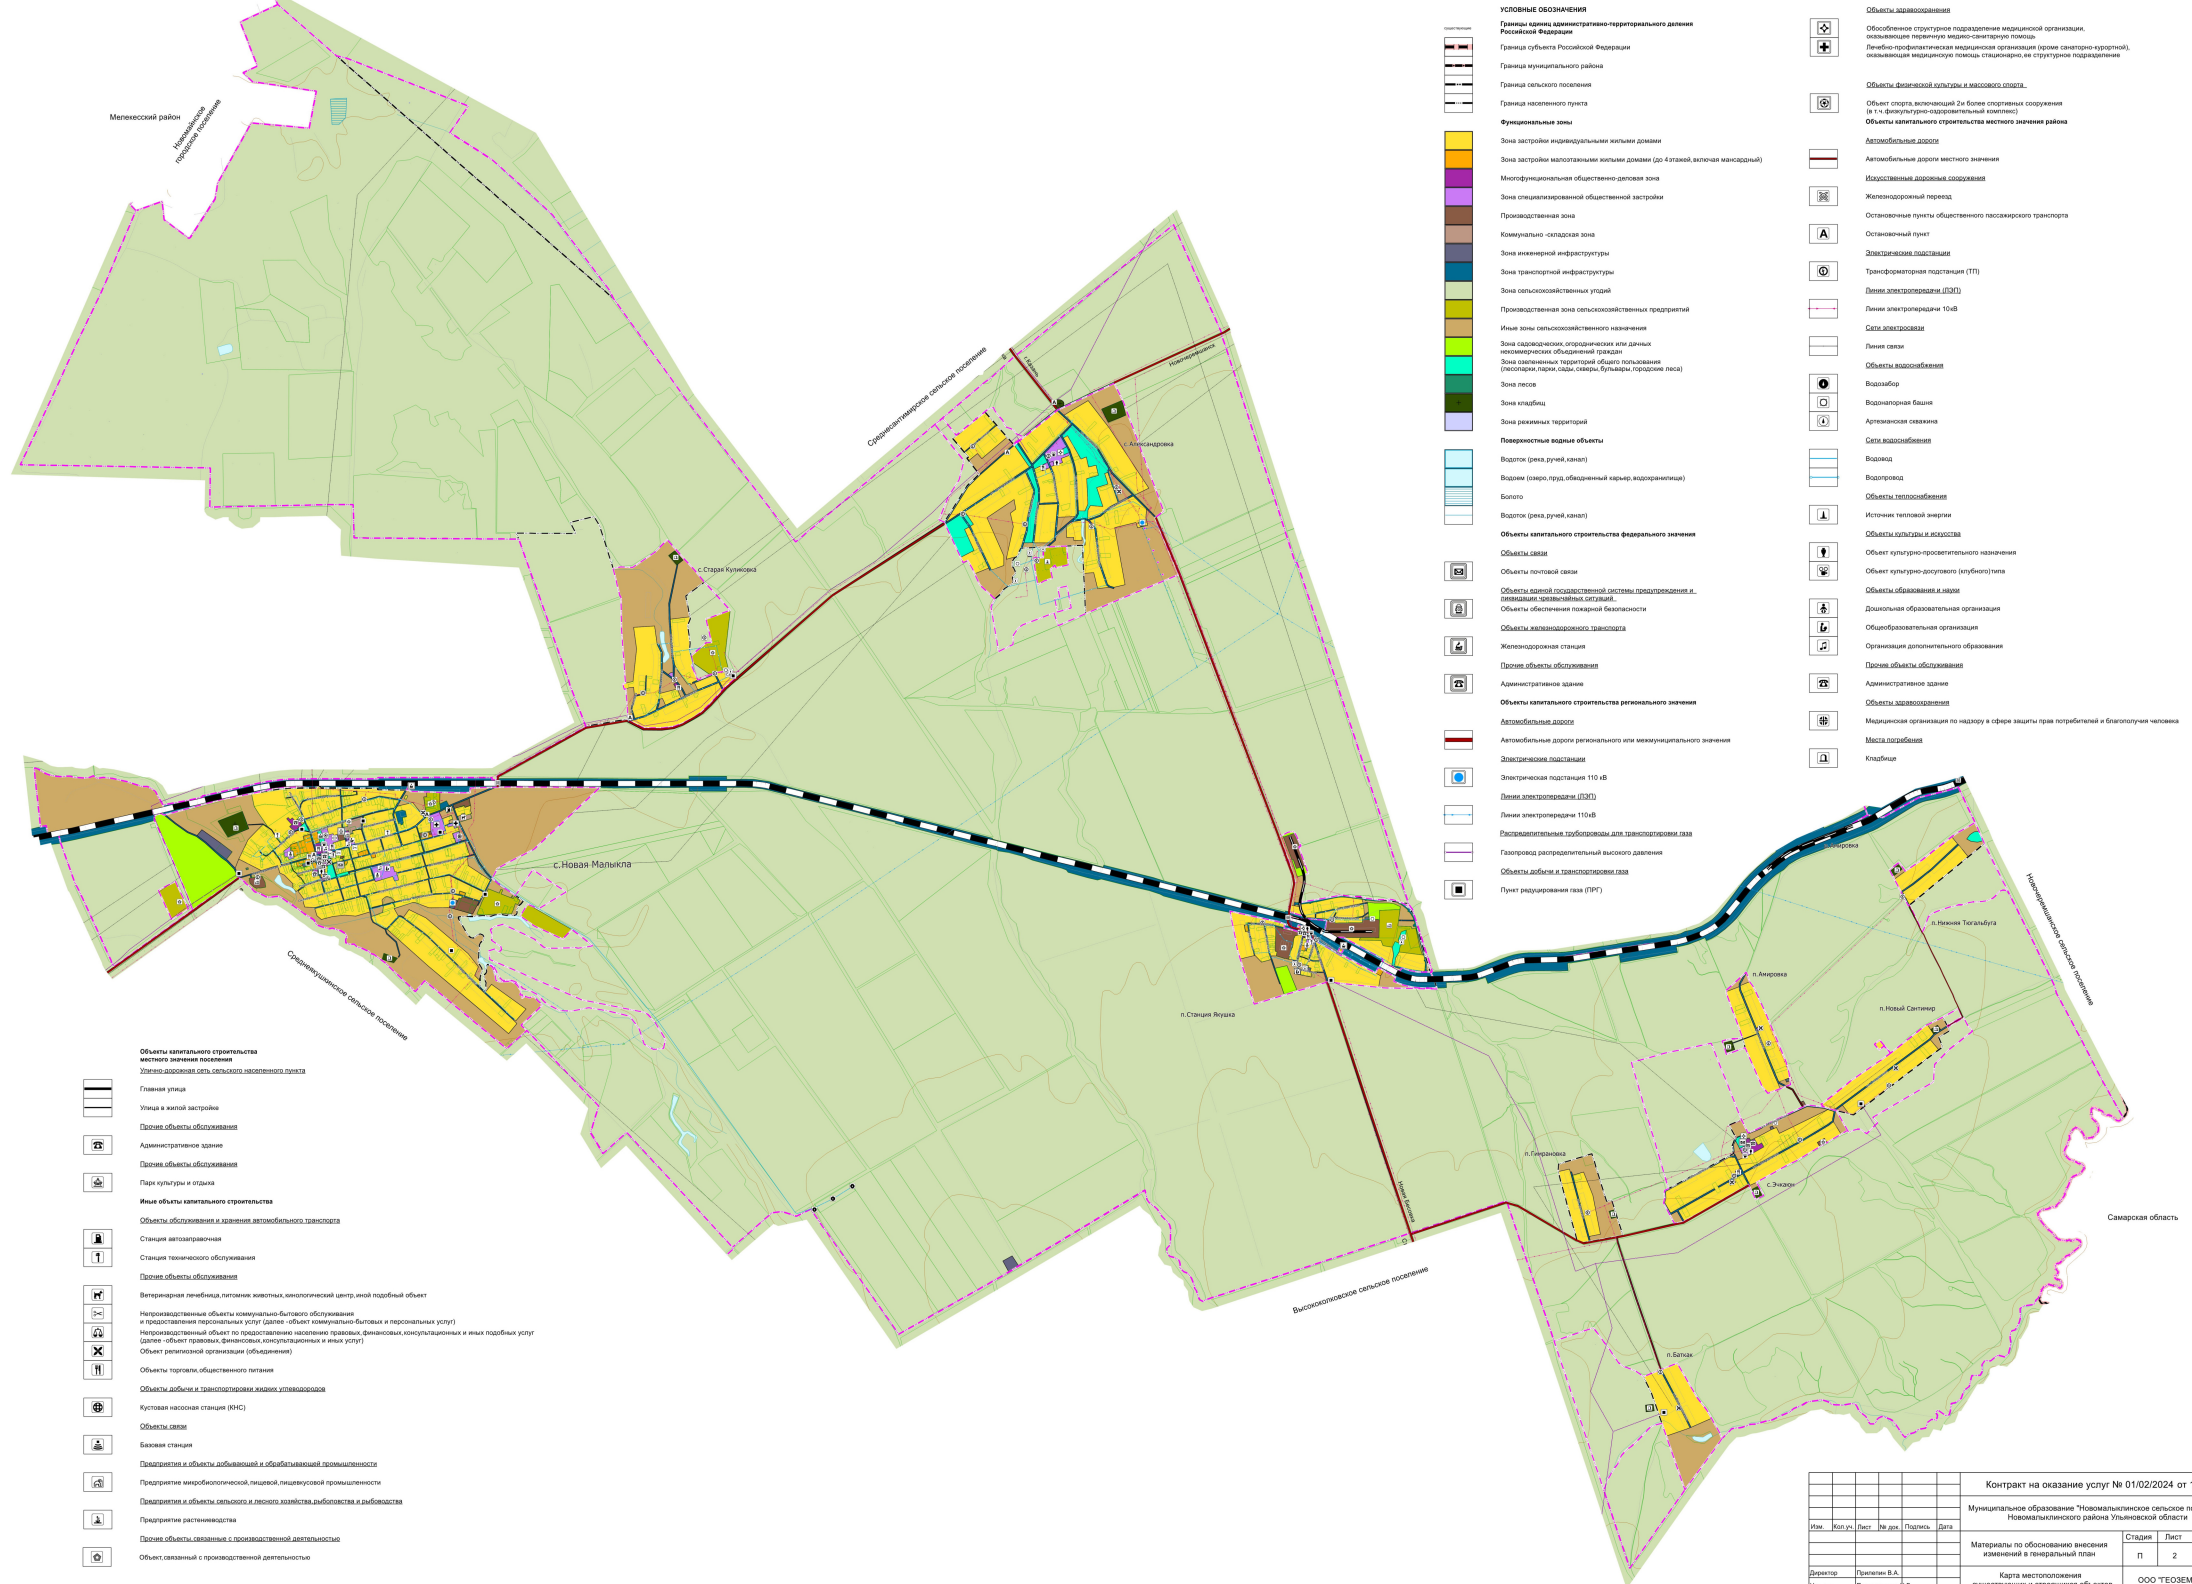 УСЛОВНЫЕ ОБОЗНАЧЕНИЯ
Границы единиц административно-территориального деления
Российской Федерации
Граница субъекта Российской Федерации
Граница муниципального района
Граница сельского поселения
Граница населенного пункта
Функциональные зоны
Зона застройки индивидуальными жилыми домами
Зона застройки малоэтажными жилыми домами (до 4 этажей, включая мансардный)
Многофункциональная общественно-деловая зона
Зона специализированной общественной застройки
Производственная зона
Коммунально -складская зона
Зона инженерной инфраструктуры
Зона транспортной инфраструктуры
Зона сельскохозяйственных угодий
Производственная зона сельскохозяйственных предприятий
Иные зоны сельскохозяйственного назначения
Зона садоводческих, огороднических или дачных
некоммерческих объединений граждан
Зона озелененных территорий общего пользования
(лесопарки, парки, сады, скверы, бульвары, городские леса)
Зона лесов
Зона кладбищ
Зона режимных территорий
Поверхностные водные объекты
Водоток (река, ручей, канал)
Водоем (озеро, пруд, обводненный карьер, водохранилище)
Болото
Водоток (река, ручей, канал)
Объекты капитального строительства федерального значения
Объекты связи
Объекты почтовой связи
Объекты единой государственной системы предупреждения и
ликвидации чрезвычайных ситуаций
Объекты обеспечения пожарной безопасности
Объекты железнодорожного транспорта
Железнодорожная станция
Прочие объекты обслуживания
Административное здание
Объекты капитального строительства регионального значения
Автомобильные дороги
Автомобильные дороги регионального или межмуниципального значения
Электрические подстанции
Электрическая подстанция 110 кВ
Линии электропередачи (ЛЭП)
Линии электропередачи 110кВ
Распределительные трубопроводы для транспортировки газа
Газопровод распределительный высокого давления
Объекты добычи и транспортировки газа
Пункт редуцирования газа (ПРГ)
Объекты здравоохранения
Обособленное структурное подразделение медицинской организации,
оказывающее первичную медико-санитарную помощь
Лечебно-профилактическая медицинская организация (кроме санаторно-курортной),
оказывающая медицинскую помощь стационарно, ее структурное подразделение
Объекты физической культуры и массового спорта
Объект спорта, включающий 2 и более спортивных сооружения
(в т.ч. физкультурно-оздоровительный комплекс)
Объекты капитального строительства местного значения района
Автомобильные дороги
Автомобильные дороги местного значения
Искусственные дорожные сооружения
Железнодорожный переезд
Остановочные пункты общественного пассажирского транспорта
A
Остановочный пункт
Электрические подстанции
Трансформаторная подстанция (ТП)
Линии электропередачи (ЛЭП)
Линии электропередачи 10кВ
Сети электросвязи
Линия связи
Объекты водоснабжения
Водозабор
Водонапорная башня
Артезианская скважина
Сети водоснабжения
Водовод
Водопровод
Объекты теплоснабжения
Источник тепловой энергии
Объекты культуры и искусства
Объект культурно-просветительного назначения
Объект культурно-досугового (клубного) типа
Объекты образования и науки
Дошкольная образовательная организация
Общеобразовательная организация
Организация дополнительного образования
Прочие объекты обслуживания
Административное здание
Объекты здравоохранения
Медицинская организация по надзору в сфере защиты прав потребителей и благополучия человека
Места погребения
Кладбище
Мелекесский район
Новомайнское
городское поселение
Среднесантимирское сельское поселение
г.Казань
Новочеремшанск
с.Александровка
с.Старая Куликовка
с.Новая Малыкла
Среднеякушкинское сельское поселение
п.Станция Якушка
п.Нижняя Тюгальбуга
Новочеремшанское сельское поселение
п.Амировка
п.Новый Сантимир
п.Гимрановка
с.Эчкаюн
Новая Бесовка
Высококолковское сельское поселение
Самарская область
п.Баткак
Объекты капитального строительства
местного значения поселения
Улично-дорожная сеть сельского населенного пункта
Главная улица
Улица в жилой застройке
Прочие объекты обслуживания
Административное здание
Прочие объекты обслуживания
Парк культуры и отдыха
Иные объкты капитального строительства
Объекты обслуживания и хранения автомобильного транспорта
Станция автозаправочная
Станция технического обслуживания
Прочие объекты обслуживания
Ветеринарная лечебница, питомник животных, кинологический центр, иной подобный объект
Непроизводственные объекты коммунально-бытового обслуживания
и предоставления персональных услуг (далее -объект коммунально-бытовых и персональных услуг)
Непроизводственный объект по предоставлению населению правовых, финансовых, консультационных и иных подобных услуг
(далее -объект правовых, финансовых, консультационных и иных услуг)
Объект религиозной организации (объединения)
Объекты торговли, общественного питания
Объекты добычи и транспортировки жидких углеводородов
Кустовая насосная станция (КНС)
Объекты связи
Базовая станция
Предприятия и объекты добывающей и обрабатывающей промышленности
Предприятие микробиологической, пищевой, пищевкусовой промышленности
Предприятия и объекты сельского и лесного хозяйства, рыболовства и рыбоводства
Предприятие растениеводства
Прочие объекты, связанные с производственной деятельностью
Объект, связанный с производственной деятельностью
Контракт на оказание услуг № 01/02/2024 от 1
Муниципальное образование "Новомалыклинское сельское по
Новомалыклинского района Ульяновской области
Изм. Кол.уч. Лист № док. Подпись Дата
Материалы по обоснованию внесения
изменений в генеральный план
Стадия Лист
П 2
Директор Прилепин В.А.
Карта местоположения
ООО "ГЕОЗЕМ